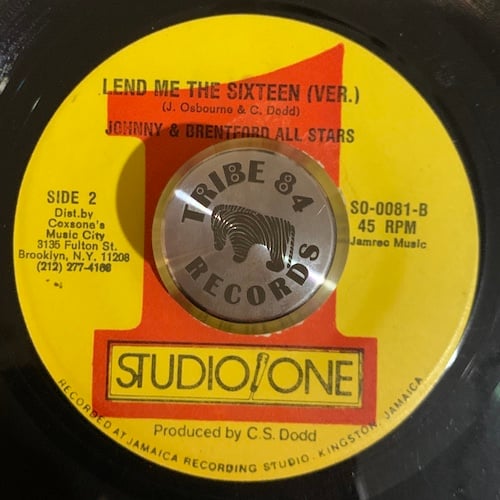 LEND ME THE SIXTEEN (VER.)
(J. Osbourne & C. Dodd)
JOHNNY & BRENTFORD ALL STARS
SIDE 2
Dist. by
Coxsone's
Music City
3135 Fulton St.
Brooklyn, N.Y. 11208
(212) 277-4166
SO-0081-B
45 RPM
Jamrec Music
TRIBE 84
RECORDS
STUDIO ONE
Produced by C.S. Dodd
RECORDED AT JAMAICA RECORDING STUDIO, KINGSTON, JAMAICA